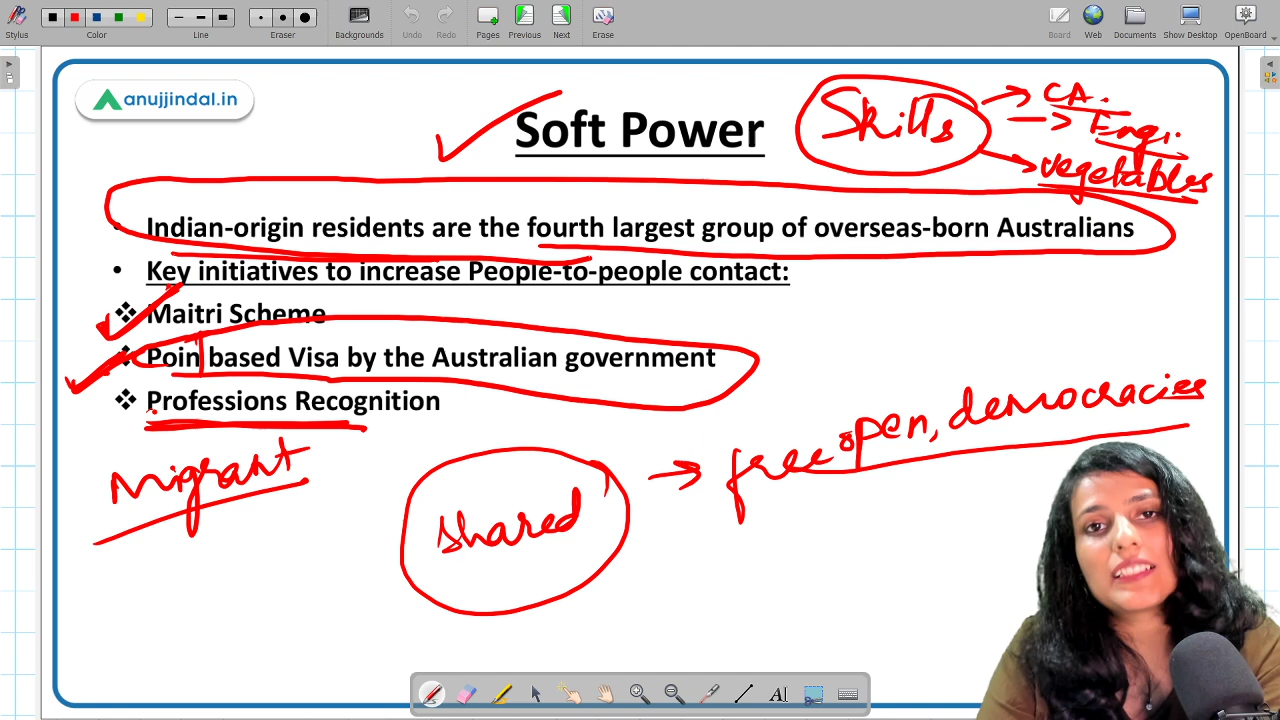 Stylus Color Line Eraser Backgrounds Undo Redo Pages Previous Next Erase Board Web Documents Show Desktop OpenBoard
anujjindal.in
Soft Power
Skills → CA.
→ Engi.
→ vegetables
• Indian-origin residents are the fourth largest group of overseas-born Australians
• Key initiatives to increase People-to-people contact:
❖ Maitri Scheme
❖ Poin based Visa by the Australian government
❖ Professions Recognition
Migrant
shared → free open, democracies
AI